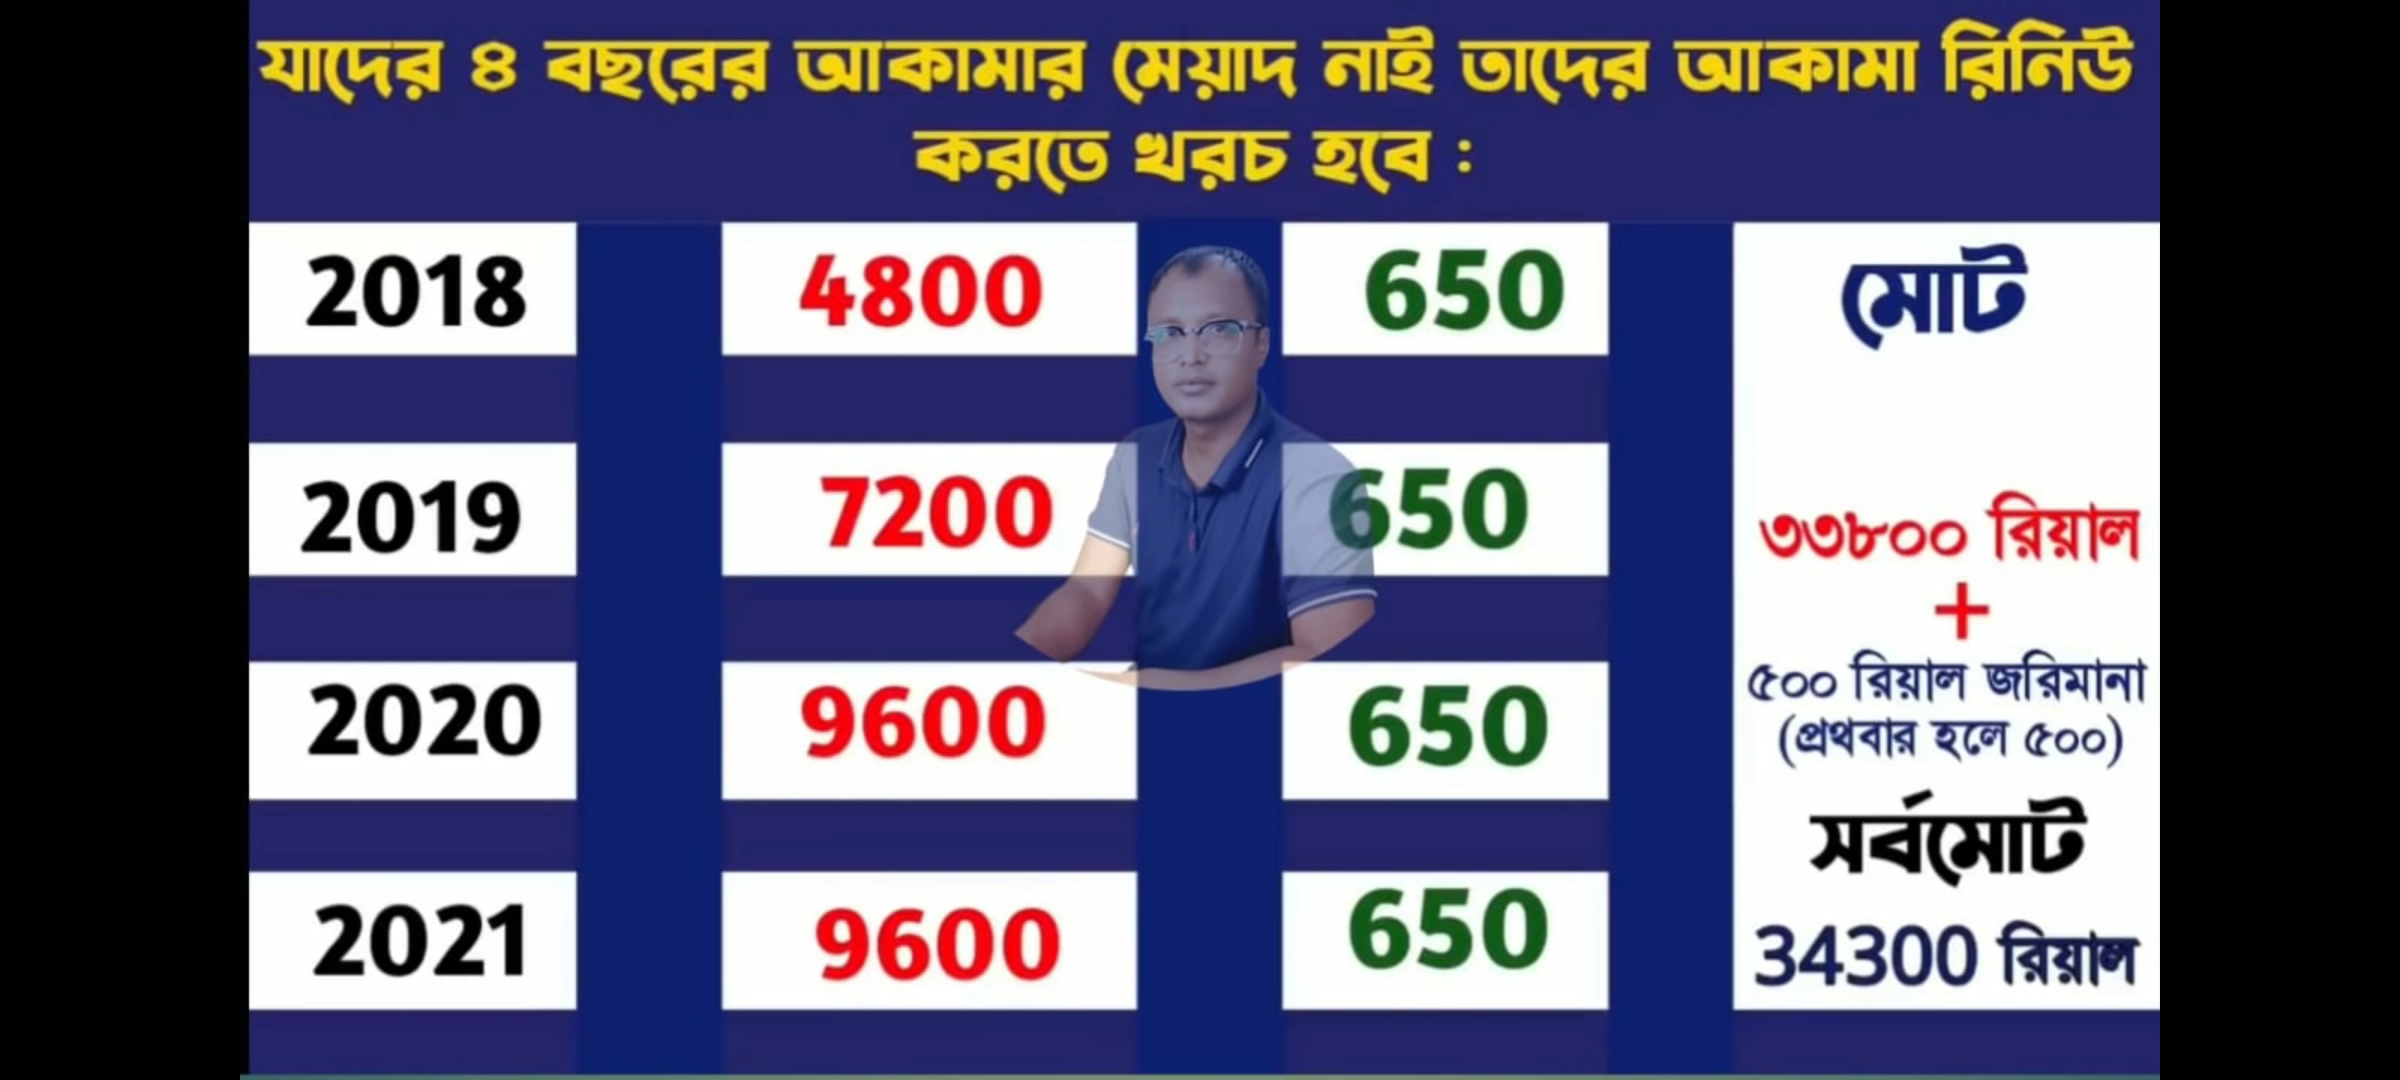 যাদের ৪ বছরের আকামার মেয়াদ নাই তাদের আকামা রিনিউ
করতে খরচ হবে :
2018 4800 650 মোট
2019 7200 650 ৩৩৮০০ রিয়াল
+
2020 9600 650 ৫০০ রিয়াল জরিমানা
(প্রথবার হলে ৫০০)
সর্বমোট
2021 9600 650 34300 রিয়াল